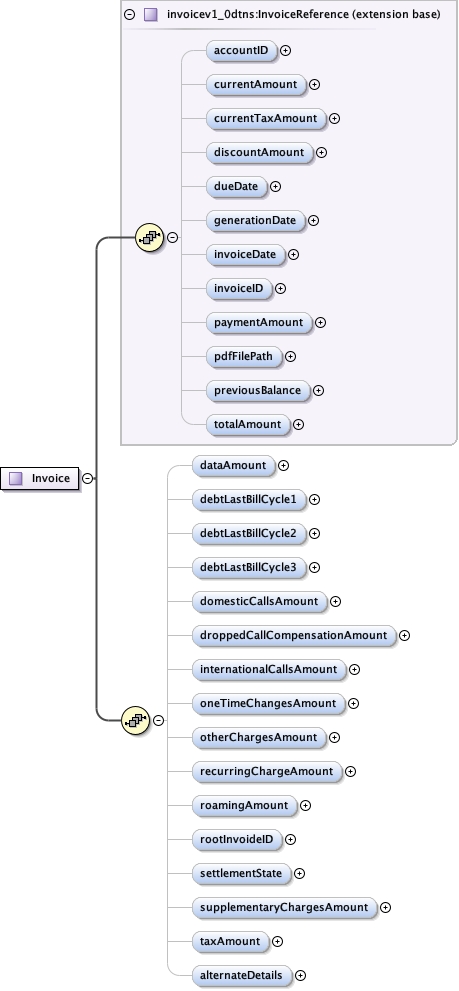 invoicev1_0dtns:InvoiceReference (extension base)
accountID
currentAmount
currentTaxAmount
discountAmount
dueDate
generationDate
invoiceDate
invoiceID
paymentAmount
pdfFilePath
previousBalance
totalAmount
Invoice
dataAmount
debtLastBillCycle1
debtLastBillCycle2
debtLastBillCycle3
domesticCallsAmount
droppedCallCompensationAmount
internationalCallsAmount
oneTimeChangesAmount
otherChargesAmount
recurringChargeAmount
roamingAmount
rootInvoideID
settlementState
supplementaryChargesAmount
taxAmount
alternateDetails